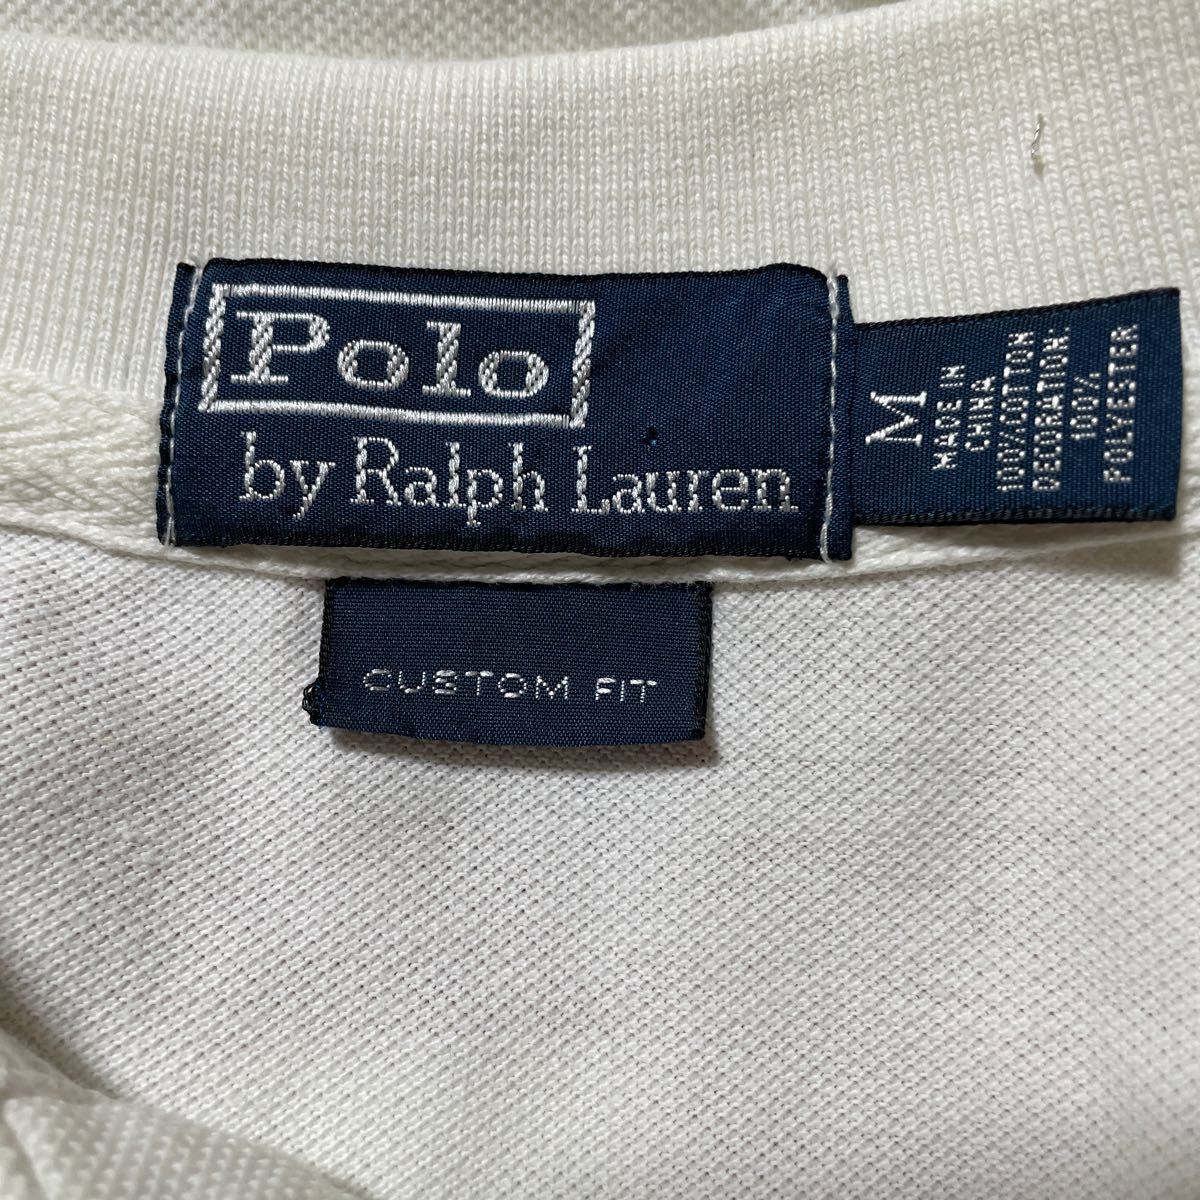 Polo
by Ralph Lauren
CUSTOM FIT
M
MADE IN
CHINA
100% COTTON
DECORATION:
100%
POLYESTER